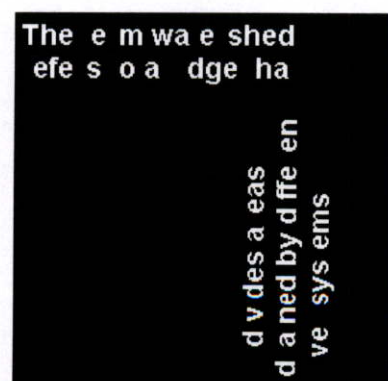 The e m wa e shed
efe s o a dge ha
d v des a eas
d a ned by d ffe en
ve sys ems